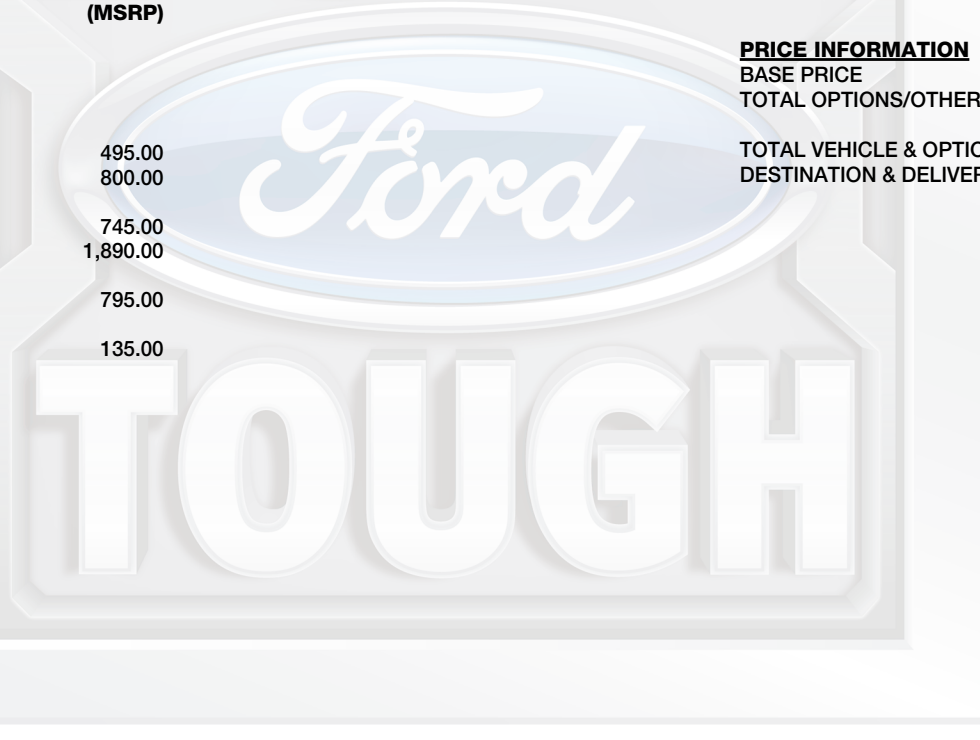 (MSRP)
495.00
800.00
745.00
1,890.00
795.00
135.00
PRICE INFORMATION
BASE PRICE
TOTAL OPTIONS/OTHER
TOTAL VEHICLE & OPTIO
DESTINATION & DELIVER
Ford
TOUGH